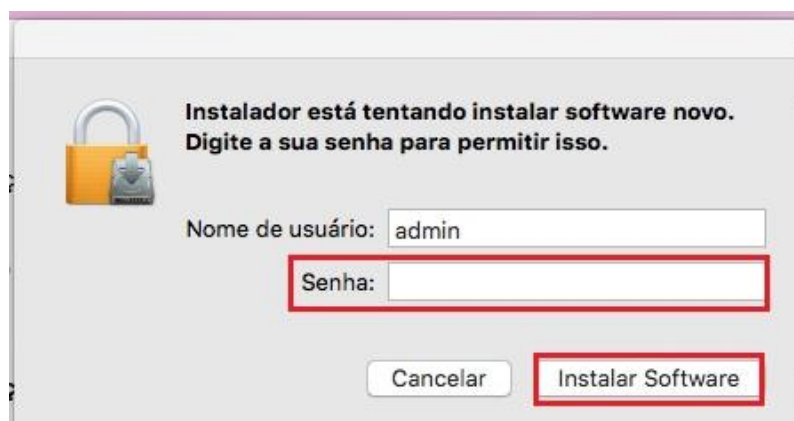 Instalador está tentando instalar software novo.
Digite a sua senha para permitir isso.
Nome de usuário: admin
Senha:
Cancelar Instalar Software